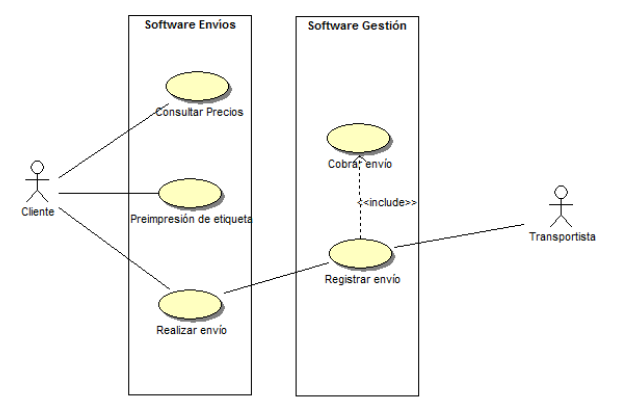 Software Envíos
Software Gestión
Consultar Precios
Cobrar envío
Cliente
Preimpresión de etiqueta
<<include>>
Transportista
Registrar envío
Realizar envío